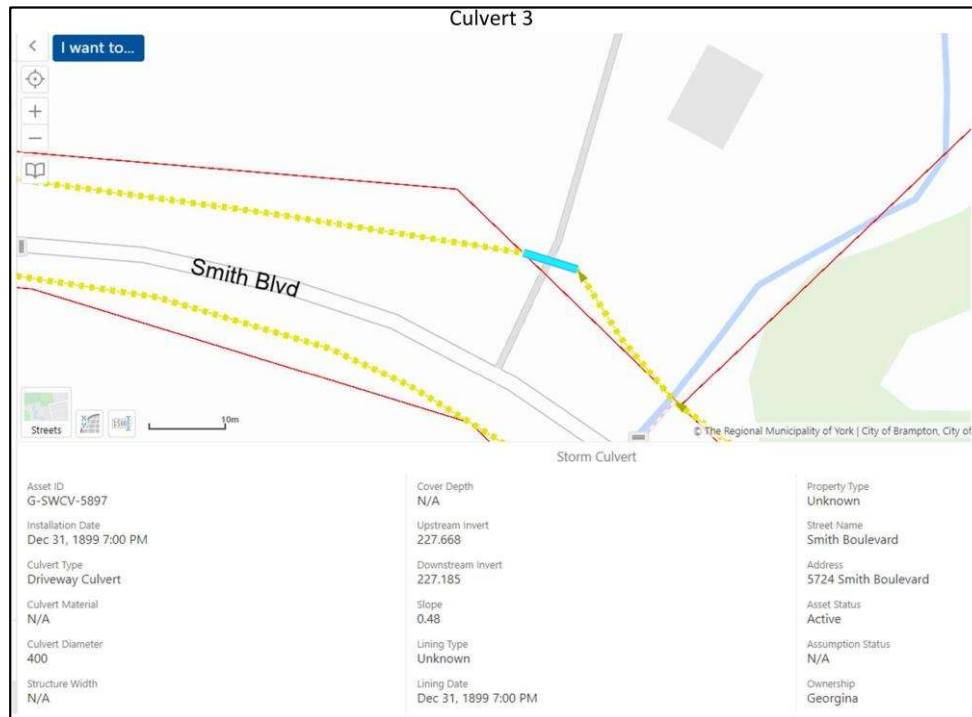 Culvert 3
I want to...
Smith Blvd
Streets
10m
© The Regional Municipality of York | City of Brampton, City of
Storm Culvert
Asset ID
G-SWCV-5897
Installation Date
Dec 31, 1899 7:00 PM
Culvert Type
Driveway Culvert
Culvert Material
N/A
Culvert Diameter
400
Structure Width
N/A
Cover Depth
N/A
Upstream Invert
227.668
Downstream Invert
227.185
Slope
0.48
Lining Type
Unknown
Lining Date
Dec 31, 1899 7:00 PM
Property Type
Unknown
Street Name
Smith Boulevard
Address
5724 Smith Boulevard
Asset Status
Active
Assumption Status
N/A
Ownership
Georgina